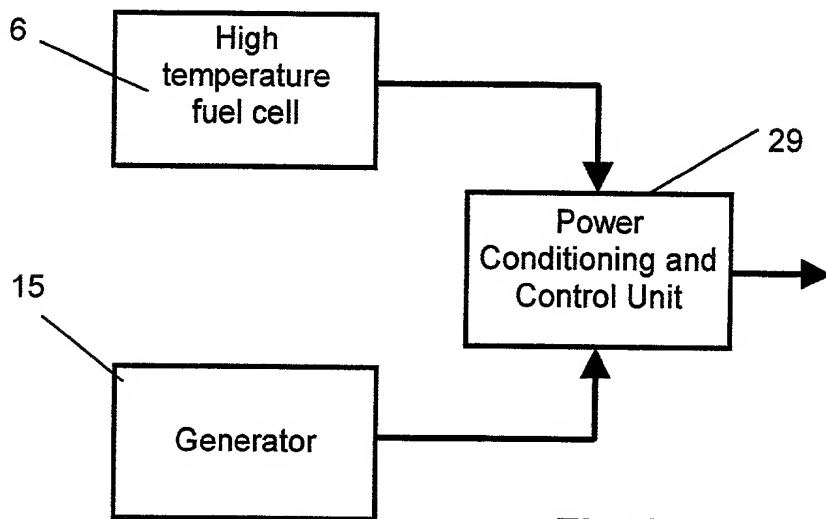 6
High
temperature
fuel cell
29
Power
Conditioning and
Control Unit
15
Generator